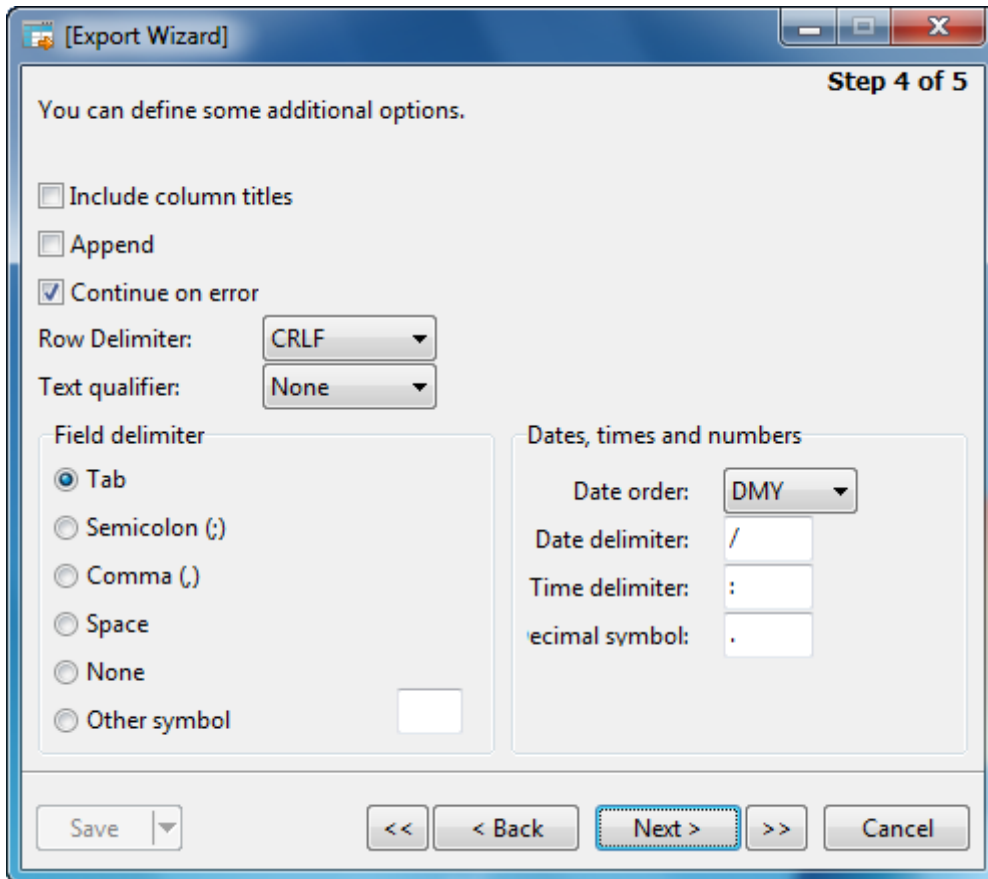 [Export Wizard]
Step 4 of 5
You can define some additional options.
Include column titles
Append
Continue on error
Row Delimiter: CRLF
Text qualifier: None
Field delimiter
Tab
Semicolon (;)
Comma (,)
Space
None
Other symbol
Dates, times and numbers
Date order: DMY
Date delimiter: /
Time delimiter: :
ecimal symbol: .
Save
<<
< Back
Next >
>>
Cancel